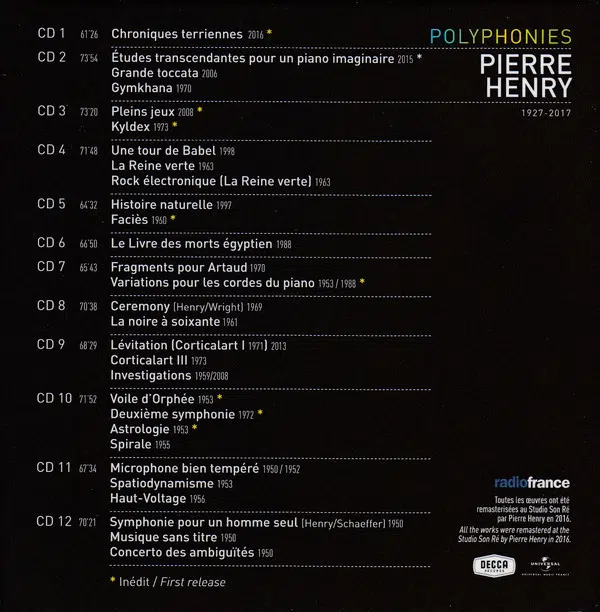 POLYPHONIES
PIERRE
HENRY
1927-2017
CD 1 61'26 Chroniques terriennes 2016 *
CD 2 73'54 Études transcendantes pour un piano imaginaire 2015 *
Grande toccata 2006
Gymkhana 1970
CD 3 73'20 Pleins jeux 2008 *
Kyldex 1973 *
CD 4 71'48 Une tour de Babel 1998
La Reine verte 1963
Rock électronique (La Reine verte) 1963
CD 5 64'32 Histoire naturelle 1997
Faciès 1960 *
CD 6 66'50 Le Livre des morts égyptien 1988
CD 7 65'43 Fragments pour Artaud 1970
Variations pour les cordes du piano 1953 / 1988 *
CD 8 70'38 Ceremony (Henry/Wright) 1969
La noire à soixante 1961
CD 9 68'29 Lévitation (Corticalart I 1971) 2013
Corticalart III 1973
Investigations 1959/2008
CD 10 71'52 Voile d'Orphée 1953 *
Deuxième symphonie 1972 *
Astrologie 1953 *
Spirale 1955
CD 11 67'34 Microphone bien tempéré 1950 / 1952
Spatiodynamisme 1953
Haut-Voltage 1956
CD 12 70'21 Symphonie pour un homme seul (Henry/Schaeffer) 1950
Musique sans titre 1950
Concerto des ambiguïtés 1950
* Inédit / First release
radiofrance
Toutes les œuvres ont été
remasterisées au Studio Son Ré
par Pierre Henry en 2016.
All the works were remastered at the
Studio Son Ré by Pierre Henry in 2016.
DECCA
RECORDS
UNIVERSAL
UNIVERSAL MUSIC FRANCE